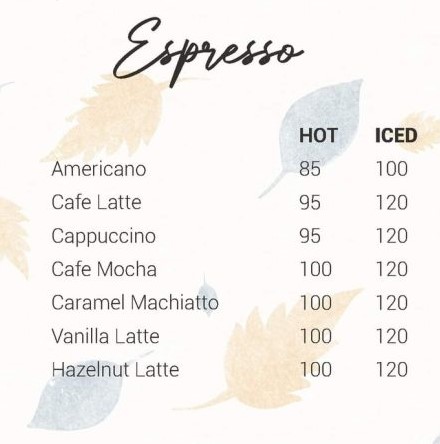 Espresso
HOT ICED
Americano 85 100
Cafe Latte 95 120
Cappuccino 95 120
Cafe Mocha 100 120
Caramel Machiatto 100 120
Vanilla Latte 100 120
Hazelnut Latte 100 120